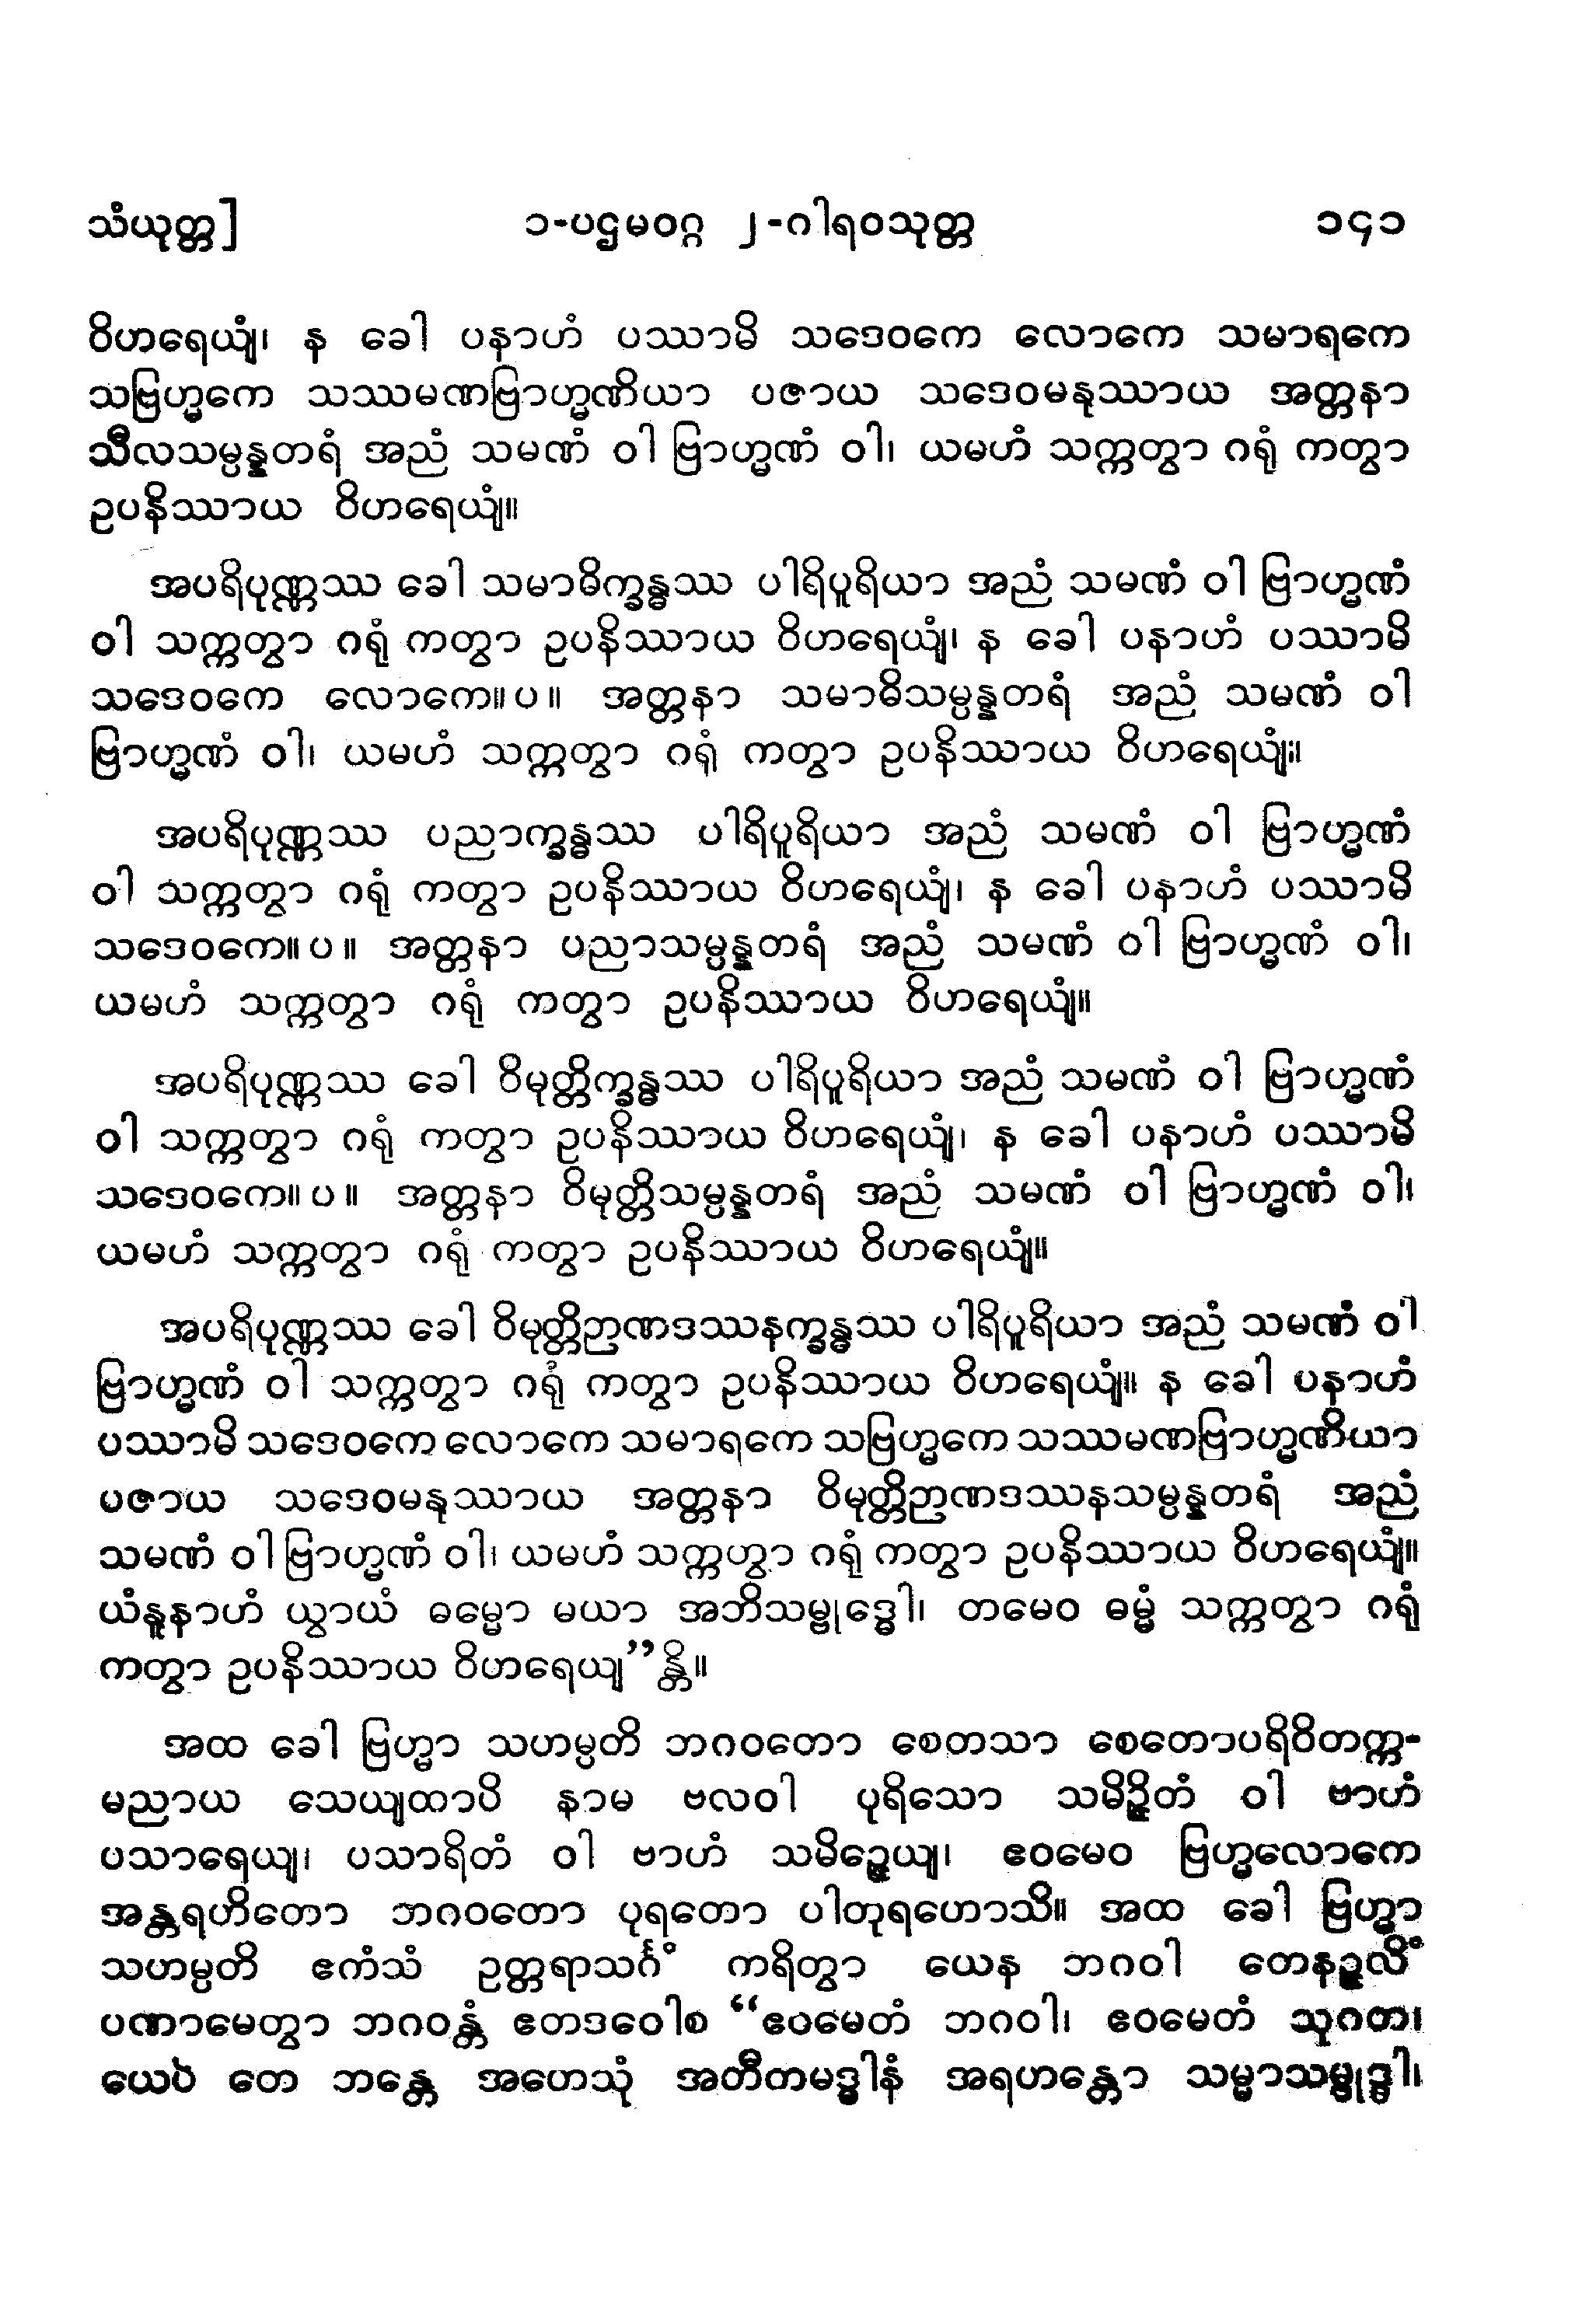 သံယုတ္တ] ၁-ပဌမဝဂ္ဂ ၂-ဂါရဝသုတ္တ ၁၄၁
ဝိဟရေယျံ၊ န ခေါ ပနာဟံ ပဿာမိ သဒေဝကေ လောကေ သမာရကေ
သဗြဟ္မကေ သဿမဏဗြာဟ္မဏိယာ ပဇာယ သဒေဝမနုဿာယ အတ္တနာ
သီလသမ္ပန္နတရံ အညံ သမဏံ ဝါ ဗြာဟ္မဏံ ဝါ၊ ယမဟံ သက္ကတွာ ဂရုံ ကတွာ
ဥပနိဿာယ ဝိဟရေယျံ။
အပရိပုဏ္ဏဿ ခေါ သမာဓိက္ခန္ဓဿ ပါရိပူရိယာ အညံ သမဏံ ဝါ ဗြာဟ္မဏံ
ဝါ သက္ကတွာ ဂရုံ ကတွာ ဥပနိဿာယ ဝိဟရေယျံ၊ န ခေါ ပနာဟံ ပဿာမိ
သဒေဝကေ လောကေ။ပ။ အတ္တနာ သမာဓိသမ္ပန္နတရံ အညံ သမဏံ ဝါ
ဗြာဟ္မဏံ ဝါ၊ ယမဟံ သက္ကတွာ ဂရုံ ကတွာ ဥပနိဿာယ ဝိဟရေယျံ။
အပရိပုဏ္ဏဿ ပညာက္ခန္ဓဿ ပါရိပူရိယာ အညံ သမဏံ ဝါ ဗြာဟ္မဏံ
ဝါ သက္ကတွာ ဂရုံ ကတွာ ဥပနိဿာယ ဝိဟရေယျံ၊ န ခေါ ပနာဟံ ပဿာမိ
သဒေဝကေ။ပ။ အတ္တနာ ပညာသမ္ပန္နတရံ အညံ သမဏံ ဝါ ဗြာဟ္မဏံ ဝါ၊
ယမဟံ သက္ကတွာ ဂရုံ ကတွာ ဥပနိဿာယ ဝိဟရေယျံ။
အပရိပုဏ္ဏဿ ခေါ ဝိမုတ္တိက္ခန္ဓဿ ပါရိပူရိယာ အညံ သမဏံ ဝါ ဗြာဟ္မဏံ
ဝါ သက္ကတွာ ဂရုံ ကတွာ ဥပနိဿာယ ဝိဟရေယျံ၊ န ခေါ ပနာဟံ ပဿာမိ
သဒေဝကေ။ပ။ အတ္တနာ ဝိမုတ္တိသမ္ပန္နတရံ အညံ သမဏံ ဝါ ဗြာဟ္မဏံ ဝါ၊
ယမဟံ သက္ကတွာ ဂရုံ ကတွာ ဥပနိဿာယ ဝိဟရေယျံ။
အပရိပုဏ္ဏဿ ခေါ ဝိမုတ္တိဉာဏဒဿနက္ခန္ဓဿ ပါရိပူရိယာ အညံ သမဏံ ဝါ
ဗြာဟ္မဏံ ဝါ သက္ကတွာ ဂရုံ ကတွာ ဥပနိဿာယ ဝိဟရေယျံ။ န ခေါ ပနာဟံ
ပဿာမိ သဒေဝကေ လောကေ သမာရကေ သဗြဟ္မကေ သဿမဏဗြာဟ္မဏိယာ
ပဇာယ သဒေဝမနုဿာယ အတ္တနာ ဝိမုတ္တိဉာဏဒဿနသမ္ပန္နတရံ အညံ
သမဏံ ဝါ ဗြာဟ္မဏံ ဝါ၊ ယမဟံ သက္ကဟွာ ဂရုံ ကတွာ ဥပနိဿာယ ဝိဟရေယျံ။
ယံနူနာဟံ ယွာယံ ဓမ္မော မယာ အဘိသမ္ဗုဒ္ဓေါ၊ တမေဝ ဓမ္မံ သက္ကတွာ ဂရုံ
ကတွာ ဥပနိဿာယ ဝိဟရေယျ”န္တိ။
အထ ခေါ ဗြဟ္မာ သဟမ္ပတိ ဘဂဝတော စေတသာ စေတောပရိဝိတက္က-
မညာယ သေယျထာပိ နာမ ဗလဝါ ပုရိသော သမိဉ္ဇိတံ ဝါ ဗာဟံ
ပသာရေယျ၊ ပသာရိတံ ဝါ ဗာဟံ သမိဉ္ဇေယျ၊ ဧဝမေဝ ဗြဟ္မလောကေ
အန္တရဟိတော ဘဂဝတော ပုရတော ပါတုရဟောသိ။ အထ ခေါ ဗြဟ္မာ
သဟမ္ပတိ ဧကံသံ ဥတ္တရာသင်္ဂံ ကရိတွာ ယေန ဘဂဝါ တေနဉ္ဇလိံ
ပဏာမေတွာ ဘဂဝန္တံ ဧတဒဝေါစ “ဧဝမေတံ ဘဂဝါ၊ ဧဝမေတံ သုဂတ၊
ယေပိ တေ ဘန္တေ အဟေသုံ အတီတမဒ္ဓါနံ အရဟန္တော သမ္မာသမ္ဗုဒ္ဓါ၊